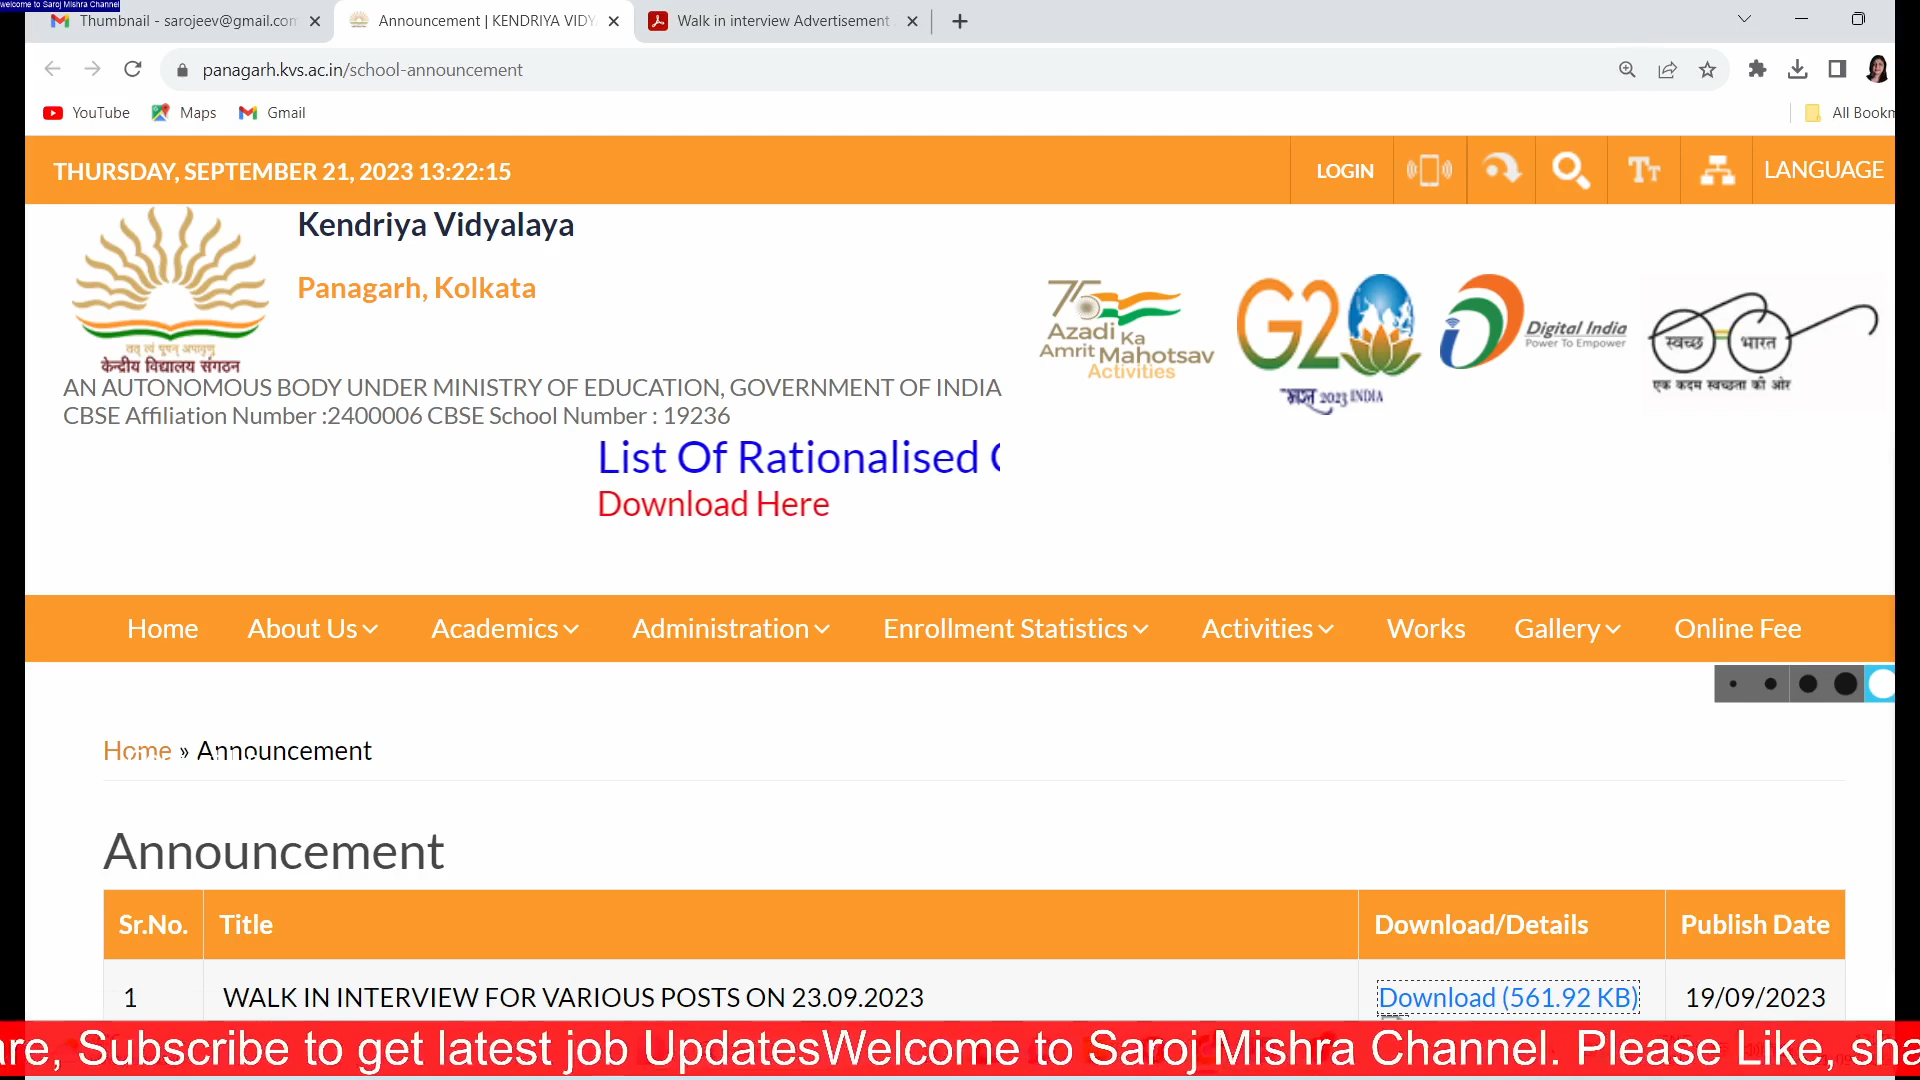 welcome to Saroj Mishra Channel
Thumbnail - sarojeev@gmail.com
Announcement | KENDRIYA VIDY
Walk in interview Advertisement
panagarh.kvs.ac.in/school-announcement
YouTube Maps Gmail All Bookm
THURSDAY, SEPTEMBER 21, 2023 13:22:15 LOGIN TT LANGUAGE
Kendriya Vidyalaya
Panagarh, Kolkata
तत् त्वं पूषन् अपावृणु
केन्द्रीय विद्यालय संगठन
75
Azadi Ka
Amrit Mahotsav
Activities
G20
भारत 2023 INDIA
Digital India
Power To Empower
स्वच्छ भारत
एक कदम स्वच्छता की ओर
AN AUTONOMOUS BODY UNDER MINISTRY OF EDUCATION, GOVERNMENT OF INDIA
CBSE Affiliation Number :2400006 CBSE School Number : 19236
List Of Rationalised
Download Here
Home About Us Academics Administration Enrollment Statistics Activities Works Gallery Online Fee
Home » Announcement
Announcement
Sr.No. Title Download/Details Publish Date
1 WALK IN INTERVIEW FOR VARIOUS POSTS ON 23.09.2023 Download (561.92 KB) 19/09/2023
are, Subscribe to get latest job UpdatesWelcome to Saroj Mishra Channel. Please Like, sha